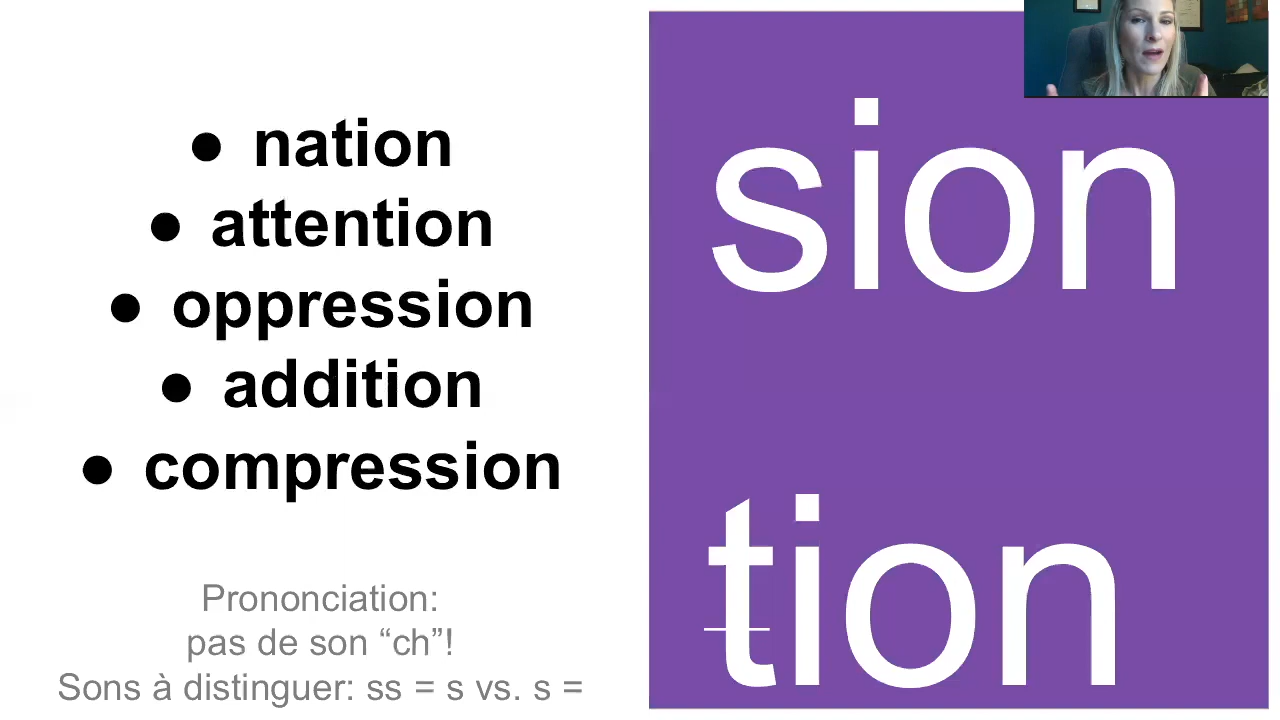 ● nation
● attention
● oppression
● addition
● compression
Prononciation:
pas de son “ch”!
Sons à distinguer: ss = s vs. s =
sion
tion